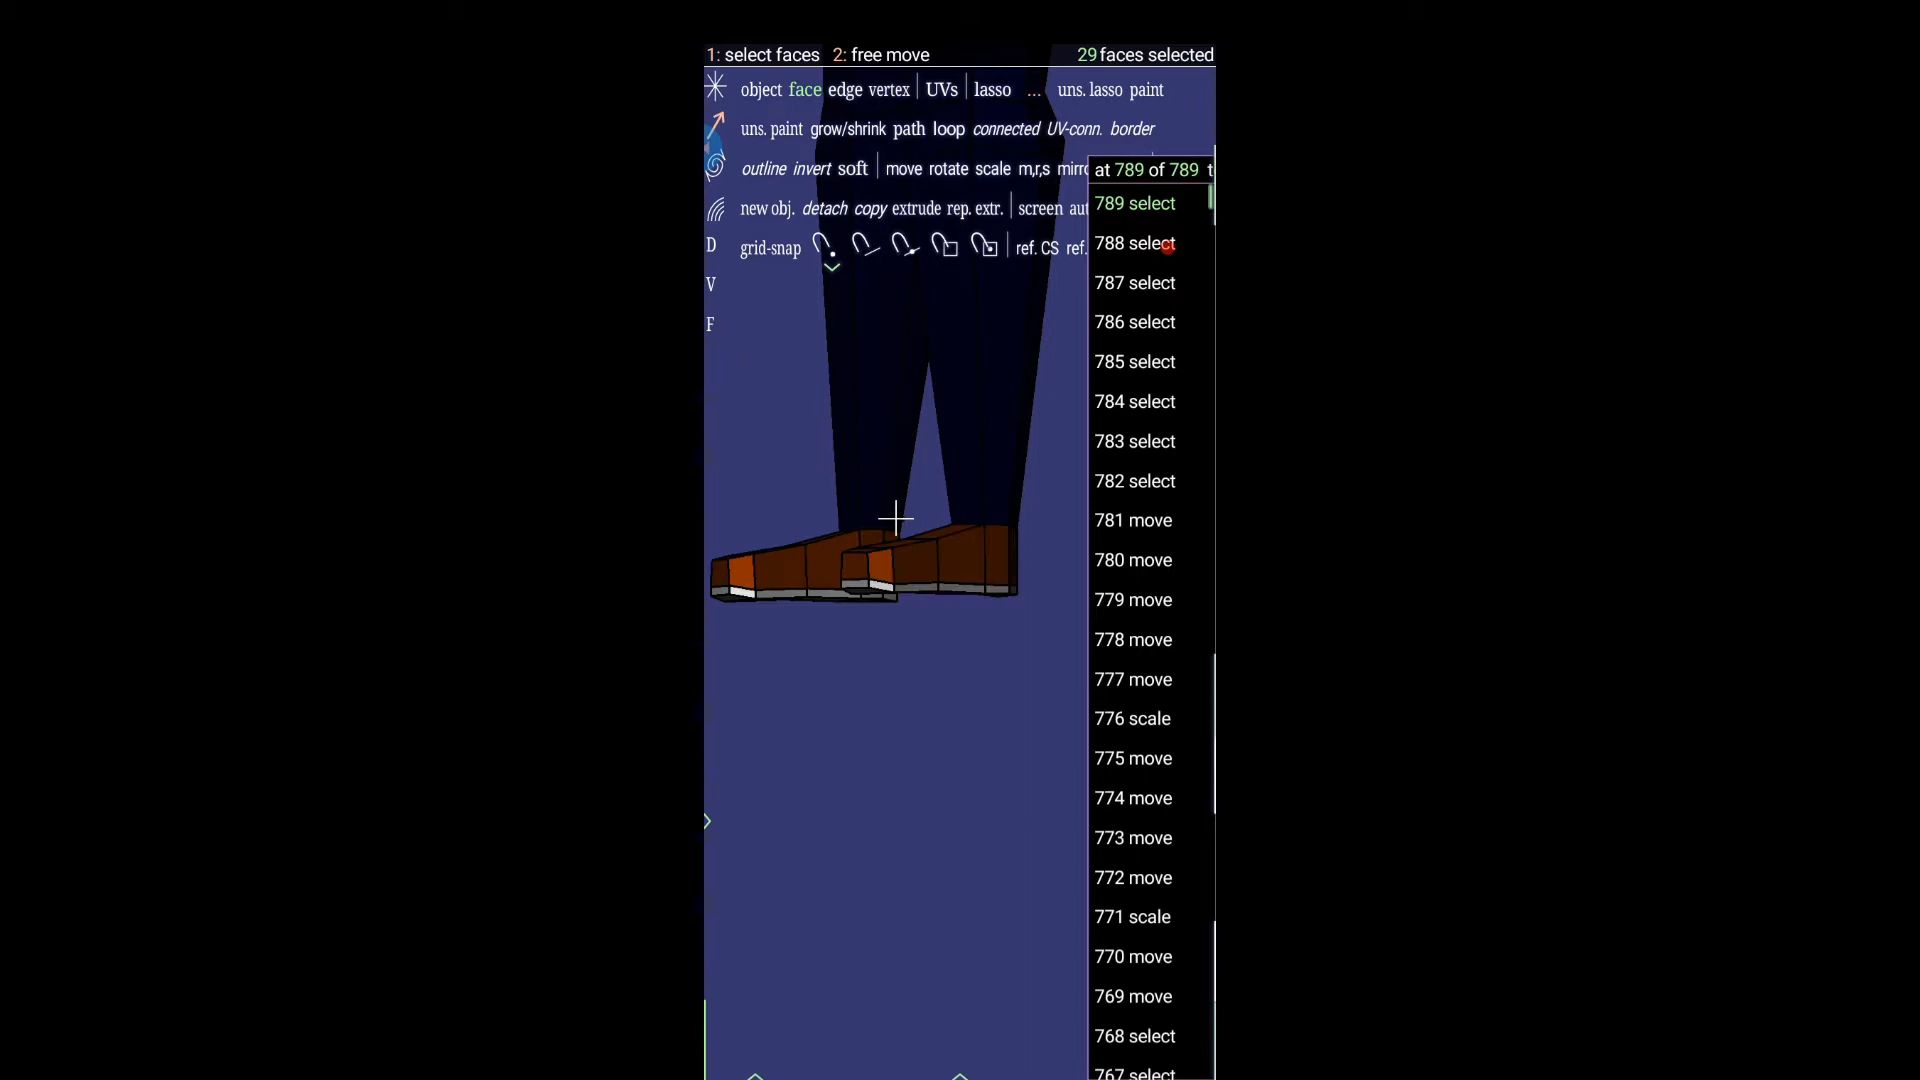 1: select faces 2: free move 29 faces selected
object face edge vertex UVs lasso ... uns. lasso paint
uns. paint grow/shrink path loop connected UV-conn. border
outline invert soft move rotate scale m,r,s mirro
new obj. detach copy extrude rep. extr. screen aut
grid-snap ref. CS ref.
D
V
F
at 789 of 789 t
789 select
788 select
787 select
786 select
785 select
784 select
783 select
782 select
781 move
780 move
779 move
778 move
777 move
776 scale
775 move
774 move
773 move
772 move
771 scale
770 move
769 move
768 select
767 select